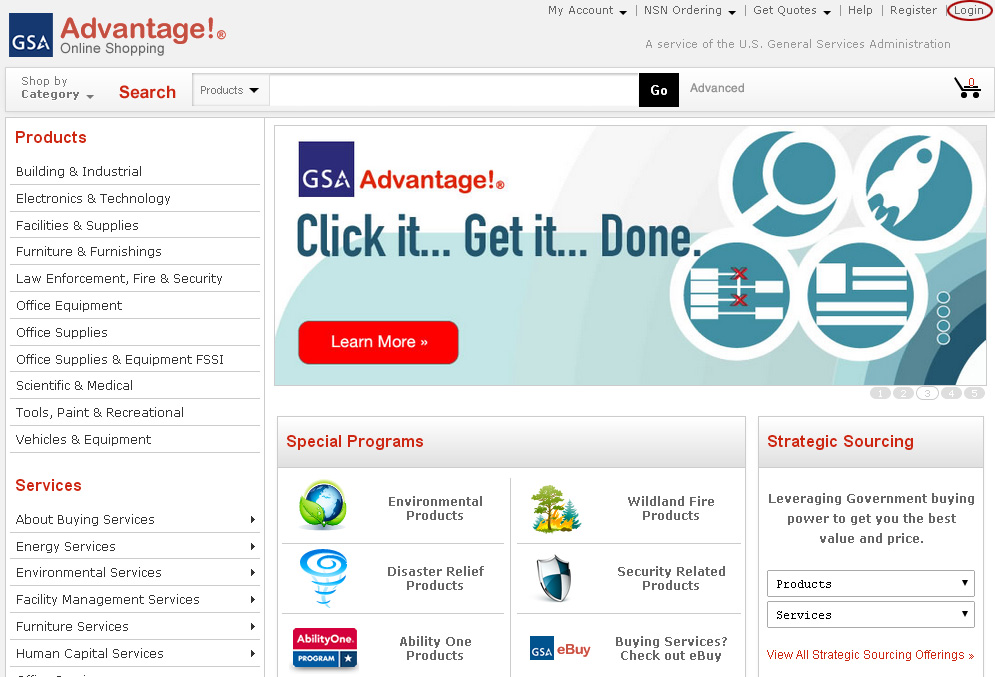 My Account | NSN Ordering | Get Quotes | Help | Register | Login
GSA Advantage!®
Online Shopping
A service of the U.S. General Services Administration
Shop by
Category
Search
Products
Go
Advanced
0
Products
Building & Industrial
Electronics & Technology
Facilities & Supplies
Furniture & Furnishings
Law Enforcement, Fire & Security
Office Equipment
Office Supplies
Office Supplies & Equipment FSSI
Scientific & Medical
Tools, Paint & Recreational
Vehicles & Equipment
Services
About Buying Services
Energy Services
Environmental Services
Facility Management Services
Furniture Services
Human Capital Services
GSA Advantage!®
Click it... Get it... Done.
Learn More »
1 2 3 4 5
Special Programs
Environmental
Products
Wildland Fire
Products
Disaster Relief
Products
Security Related
Products
AbilityOne
PROGRAM
Ability One
Products
GSA eBuy
Buying Services?
Check out eBuy
Strategic Sourcing
Leveraging Government buying
power to get you the best
value and price.
Products
Services
View All Strategic Sourcing Offerings »